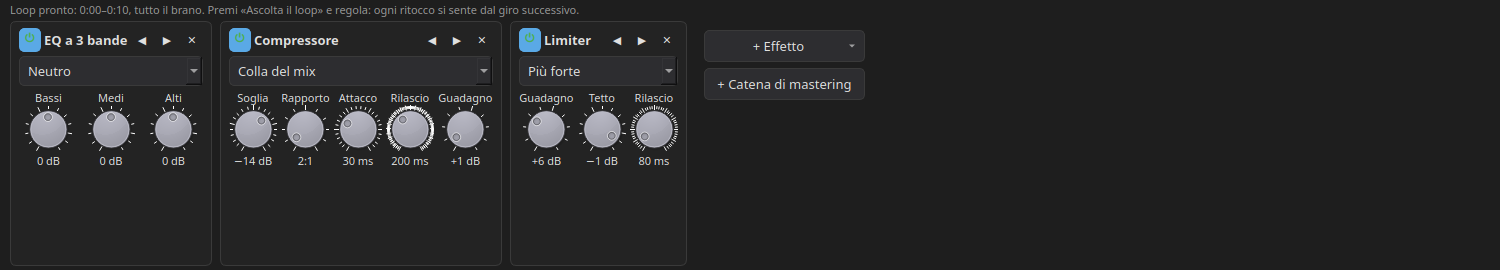 Loop pronto: 0:00–0:10, tutto il brano. Premi «Ascolta il loop» e regola: ogni ritocco si sente dal giro successivo.
EQ a 3 bande
Neutro
Bassi Medi Alti
0 dB 0 dB 0 dB
Compressore
Colla del mix
Soglia Rapporto Attacco Rilascio Guadagno
−14 dB 2:1 30 ms 200 ms +1 dB
Limiter
Più forte
Guadagno Tetto Rilascio
+6 dB −1 dB 80 ms
+ Effetto
+ Catena di mastering